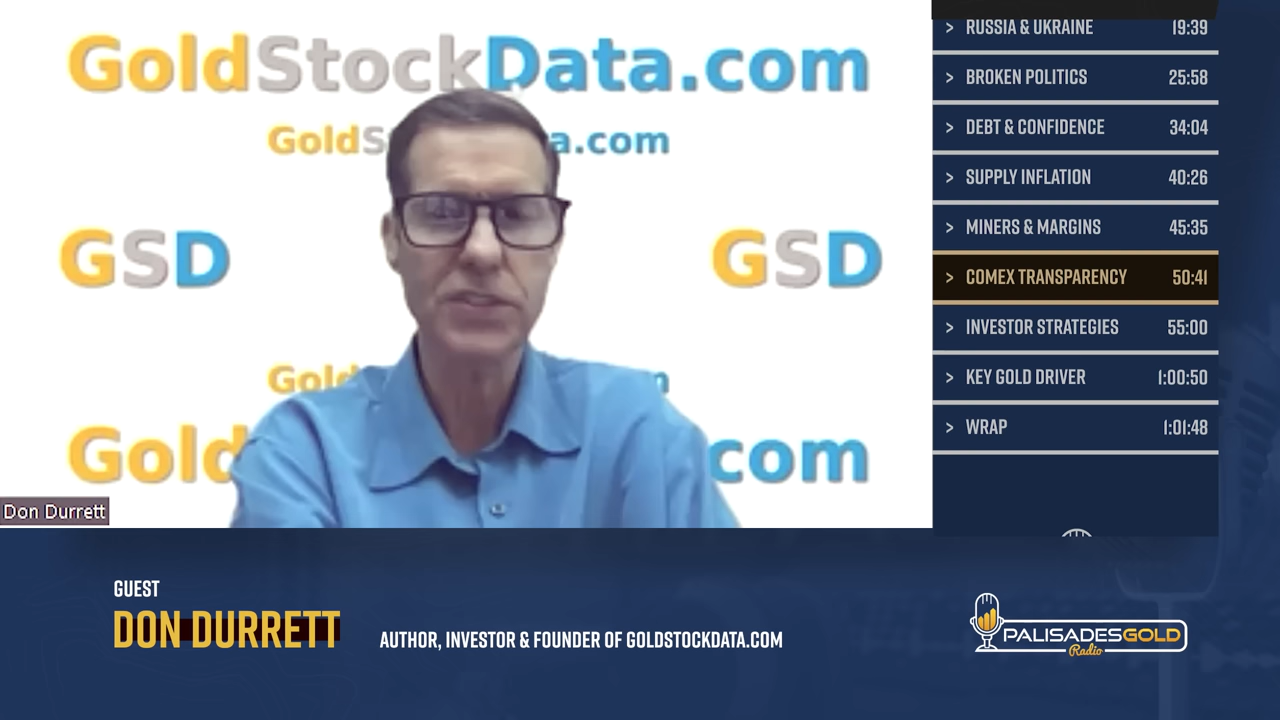 GoldStockData.com
GoldS a.com
GSD GSD
Gold
Gold com
Don Durrett
> RUSSIA & UKRAINE 19:39
> BROKEN POLITICS 25:58
> DEBT & CONFIDENCE 34:04
> SUPPLY INFLATION 40:26
> MINERS & MARGINS 45:35
> COMEX TRANSPARENCY 50:41
> INVESTOR STRATEGIES 55:00
> KEY GOLD DRIVER 1:00:50
> WRAP 1:01:48
GUEST
DON DURRETT
AUTHOR, INVESTOR & FOUNDER OF GOLDSTOCKDATA.COM
PALISADESGOLD
Radio